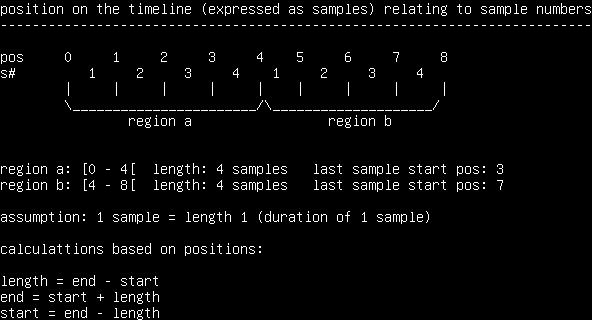 position on the timeline (expressed as samples) relating to sample numbers
--------------------------------------------------------------------------
pos     0     1     2     3     4    5     6     7     8
s#         1     2     3     4    1     2     3     4
        |     |     |     |     |    |     |     |     |
        \_______________________/\____________________/
                region a                 region b
region a: [0 - 4[  length: 4 samples   last sample start pos: 3
region b: [4 - 8[  length: 4 samples   last sample start pos: 7
assumption: 1 sample = length 1 (duration of 1 sample)
calculattions based on positions:
length = end - start
end = start + length
start = end - length